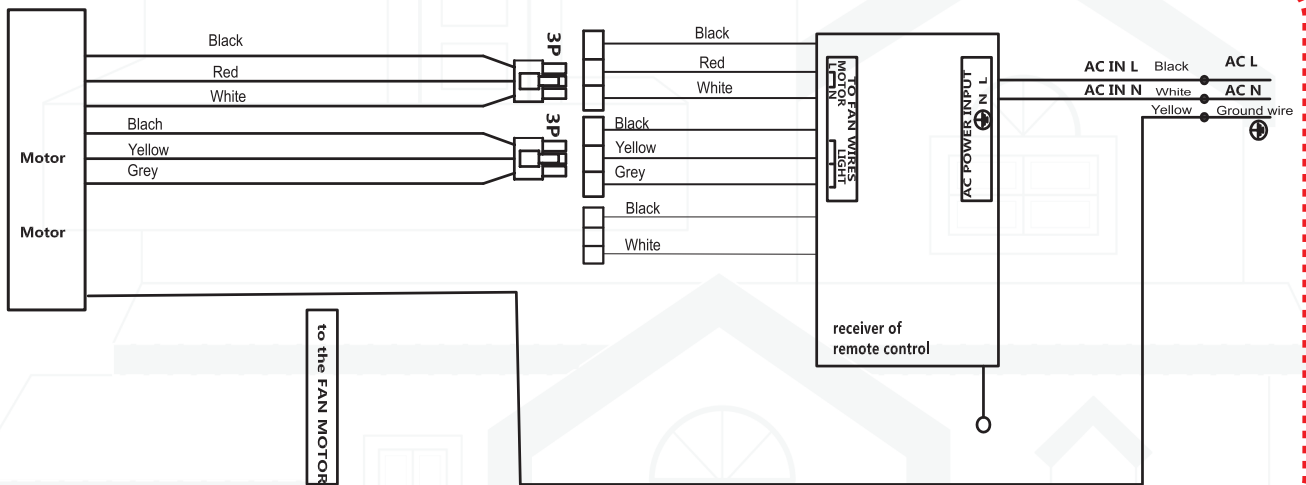 Black
Red
White
3P
Blach
Yellow
Grey
3P
Motor
Motor
to the FAN MOTOR
Black
Red
White
Black
Yellow
Grey
Black
White
TO FAN WIRES
MOTOR
L N
LIGHT
AC POWER INPUT
N L
receiver of
remote control
AC IN L Black AC L
AC IN N White AC N
Yellow Ground wire